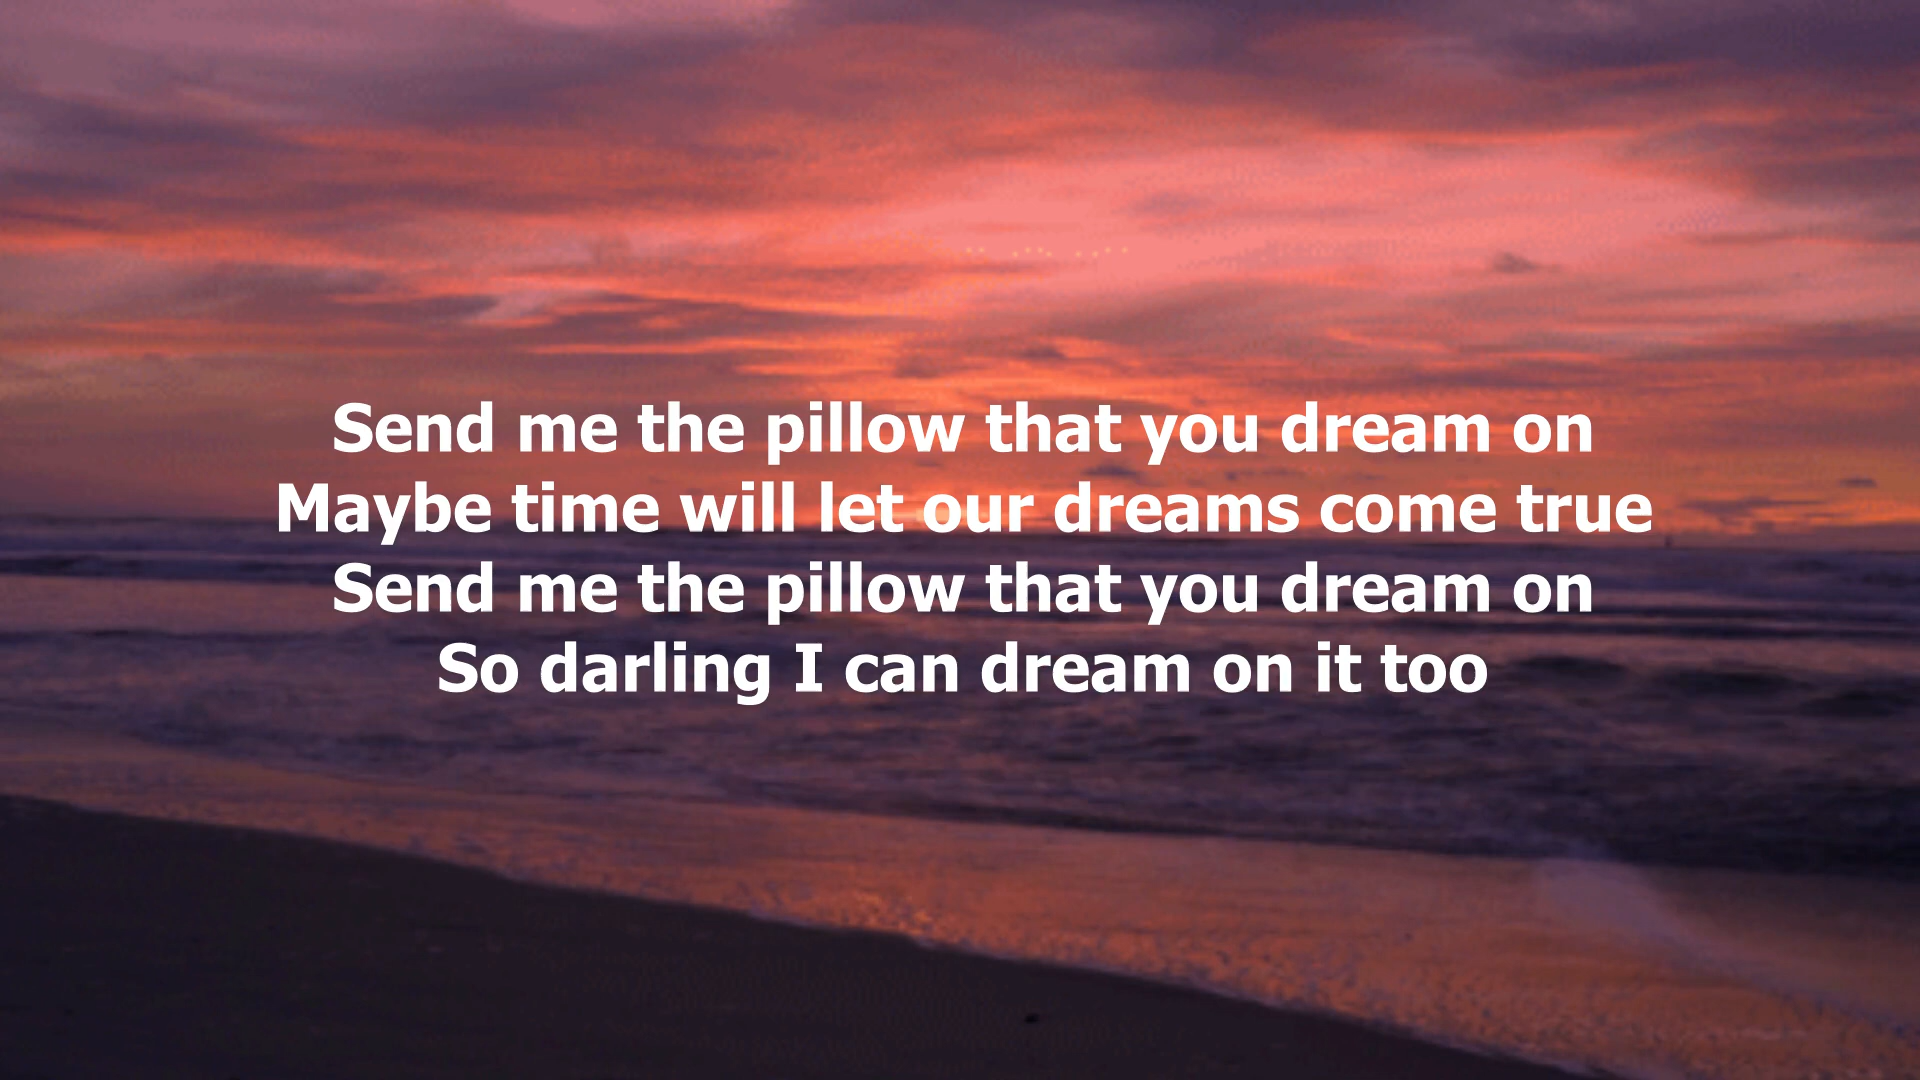 Send me the pillow that you dream on
Maybe time will let our dreams come true
Send me the pillow that you dream on
So darling I can dream on it too